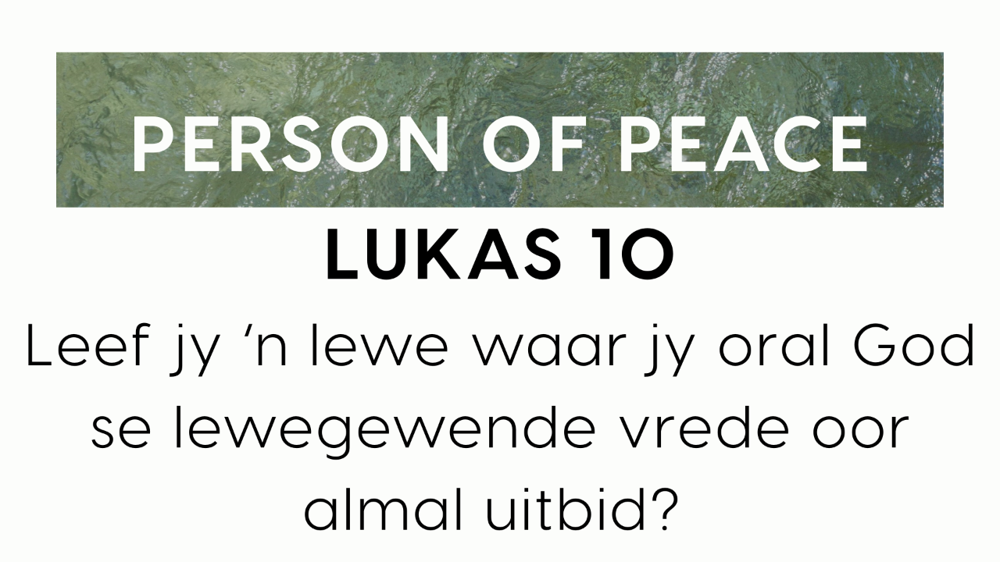 PERSON OF PEACE
LUKAS 10
Leef jy ‘n lewe waar jy oral God
se lewegewende vrede oor
almal uitbid?